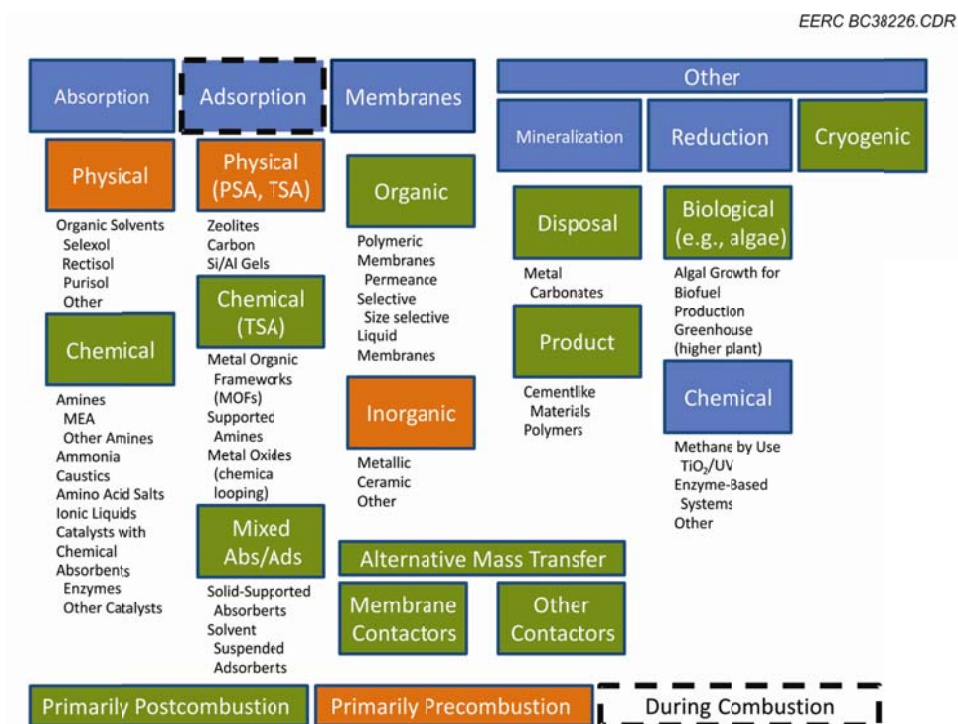 EERC BC38226.CDR
Absorption
Physical
Organic Solvents
Selexol
Rectisol
Purisol
Other
Chemical
Amines
MEA
Other Amines
Ammonia
Caustics
Amino Acid Salts
Ionic Liquids
Catalysts with
Chemical
Absorbents
Enzymes
Other Catalysts
Adsorption
Physical
(PSA, TSA)
Zeolites
Carbon
Si/Al Gels
Chemical
(TSA)
Metal Organic
Frameworks
(MOFs)
Supported
Amines
Metal Oxides
(chemica
looping)
Mixed
Abs/Ads
Solid-Supported
Absorberts
Solvent
Suspended
Adsorberts
Membranes
Organic
Polymeric
Membranes
Permeance
Selective
Size selective
Liquid
Membranes
Inorganic
Metallic
Ceramic
Other
Other
Mineralization
Disposal
Metal
Carbonates
Product
Cementlike
Materials
Polymers
Reduction
Biological
(e.g., algae)
Algal Growth for
Biofuel
Production
Greenhouse
(higher plant)
Chemical
Methane by Use
TiO₂/UV
Enzyme-Based
Systems
Other
Cryogenic
Alternative Mass Transfer
Membrane
Contactors
Other
Contactors
Primarily Postcombustion
Primarily Precombustion
During Combustion